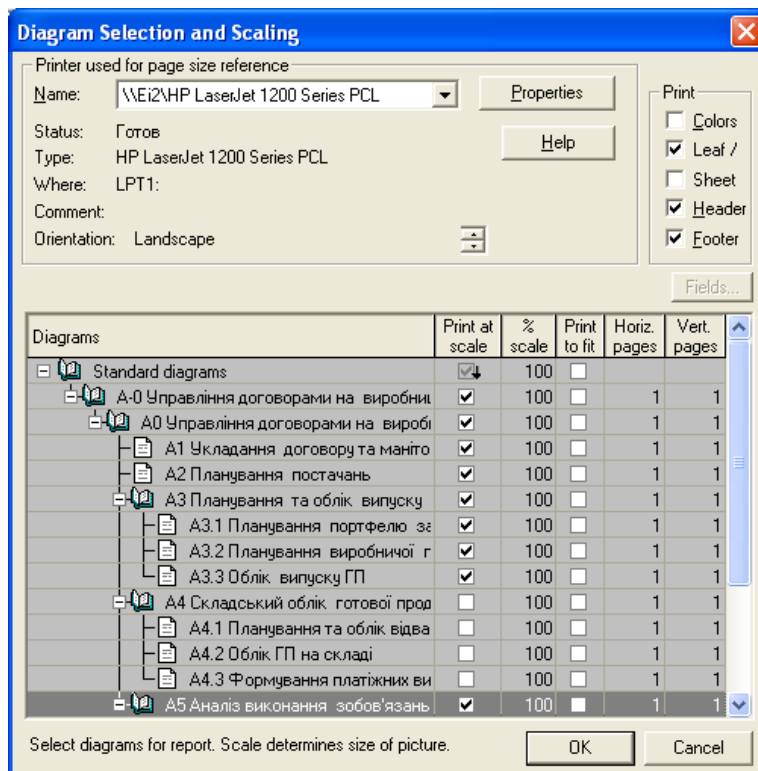 Diagram Selection and Scaling
Printer used for page size reference
Name: \\Ei2\HP LaserJet 1200 Series PCL Properties
Status: Готов
Help
Type: HP LaserJet 1200 Series PCL
Where: LPT1:
Comment:
Orientation: Landscape
Print
Colors
Leaf /
Sheet
Header
Footer
Fields...
Diagrams Print at scale % scale Print to fit Horiz. pages Vert. pages
Standard diagrams 100
A-0 Управління договорами на виробниц 100 1 1
A0 Управління договорами на виробі 100 1 1
A1 Укладання договору та маніто 100 1 1
A2 Планування постачань 100 1 1
A3 Планування та облік випуску 100 1 1
A3.1 Планування портфелю за 100 1 1
A3.2 Планування виробничої г 100 1 1
A3.3 Облік випуску ГП 100 1 1
A4 Складський облік готової прод 100 1 1
A4.1 Планування та облік відва 100 1 1
A4.2 Облік ГП на складі 100 1 1
A4.3 Формування платіжних ви 100 1 1
A5 Аналіз виконання зобов'язань 100 1 1
Select diagrams for report. Scale determines size of picture. OK Cancel